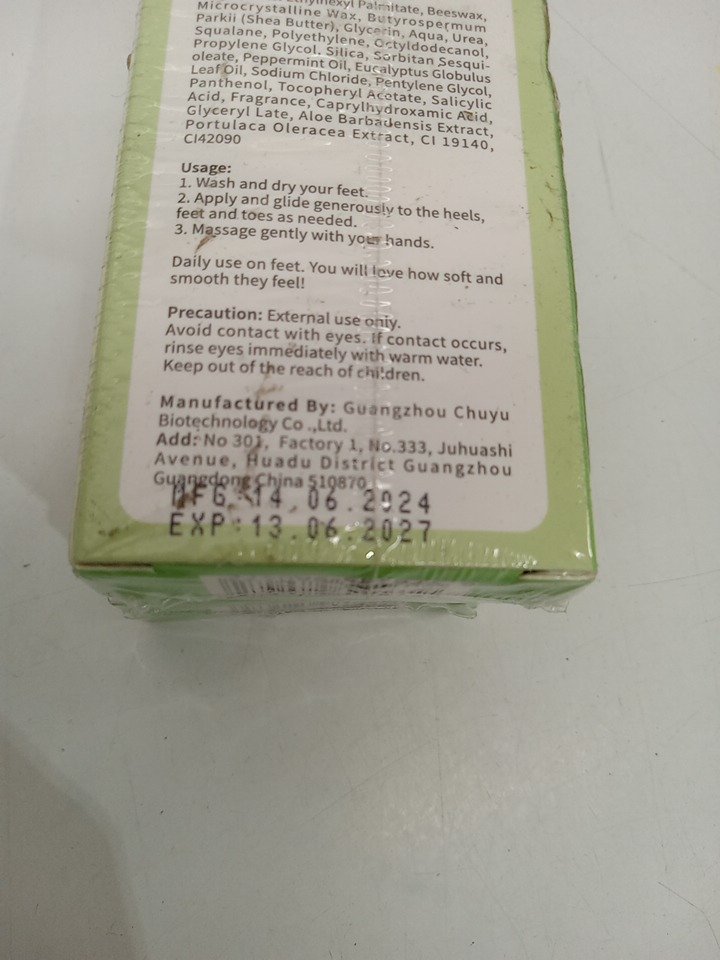 Ethylhexyl Palmitate, Beeswax,
Microcrystalline Wax, Butyrospermum
Parkii (Shea Butter), Glycerin, Aqua, Urea,
Squalane, Polyethylene, Octyldodecanol,
Propylene Glycol. Silica, Sorbitan Sesqui-
oleate, Peppermint Oil, Eucalyptus Globulus
Leaf Oil, Sodium Chloride, Pentylene Glycol,
Panthenol, Tocopheryl Acetate, Salicylic
Acid, Fragrance, Caprylhydroxamic Acid,
Glyceryl Late, Aloe Barbadensis Extract,
Portulaca Oleracea Extract, CI 19140,
CI42090
Usage:
1. Wash and dry your feet.
2. Apply and glide generously to the heels,
feet and toes as needed.
3. Massage gently with your hands.
Daily use on feet. You will love how soft and
smooth they feel!
Precaution: External use only.
Avoid contact with eyes. If contact occurs,
rinse eyes immediately with warm water.
Keep out of the reach of children.
Manufactured By: Guangzhou Chuyu
Biotechnology Co .,Ltd.
Add: No 301, Factory 1, No.333, Juhuashi
Avenue, Huadu District Guangzhou
Guangdong China 510870
MFG:14.06.2024
EXP:13.06.2027